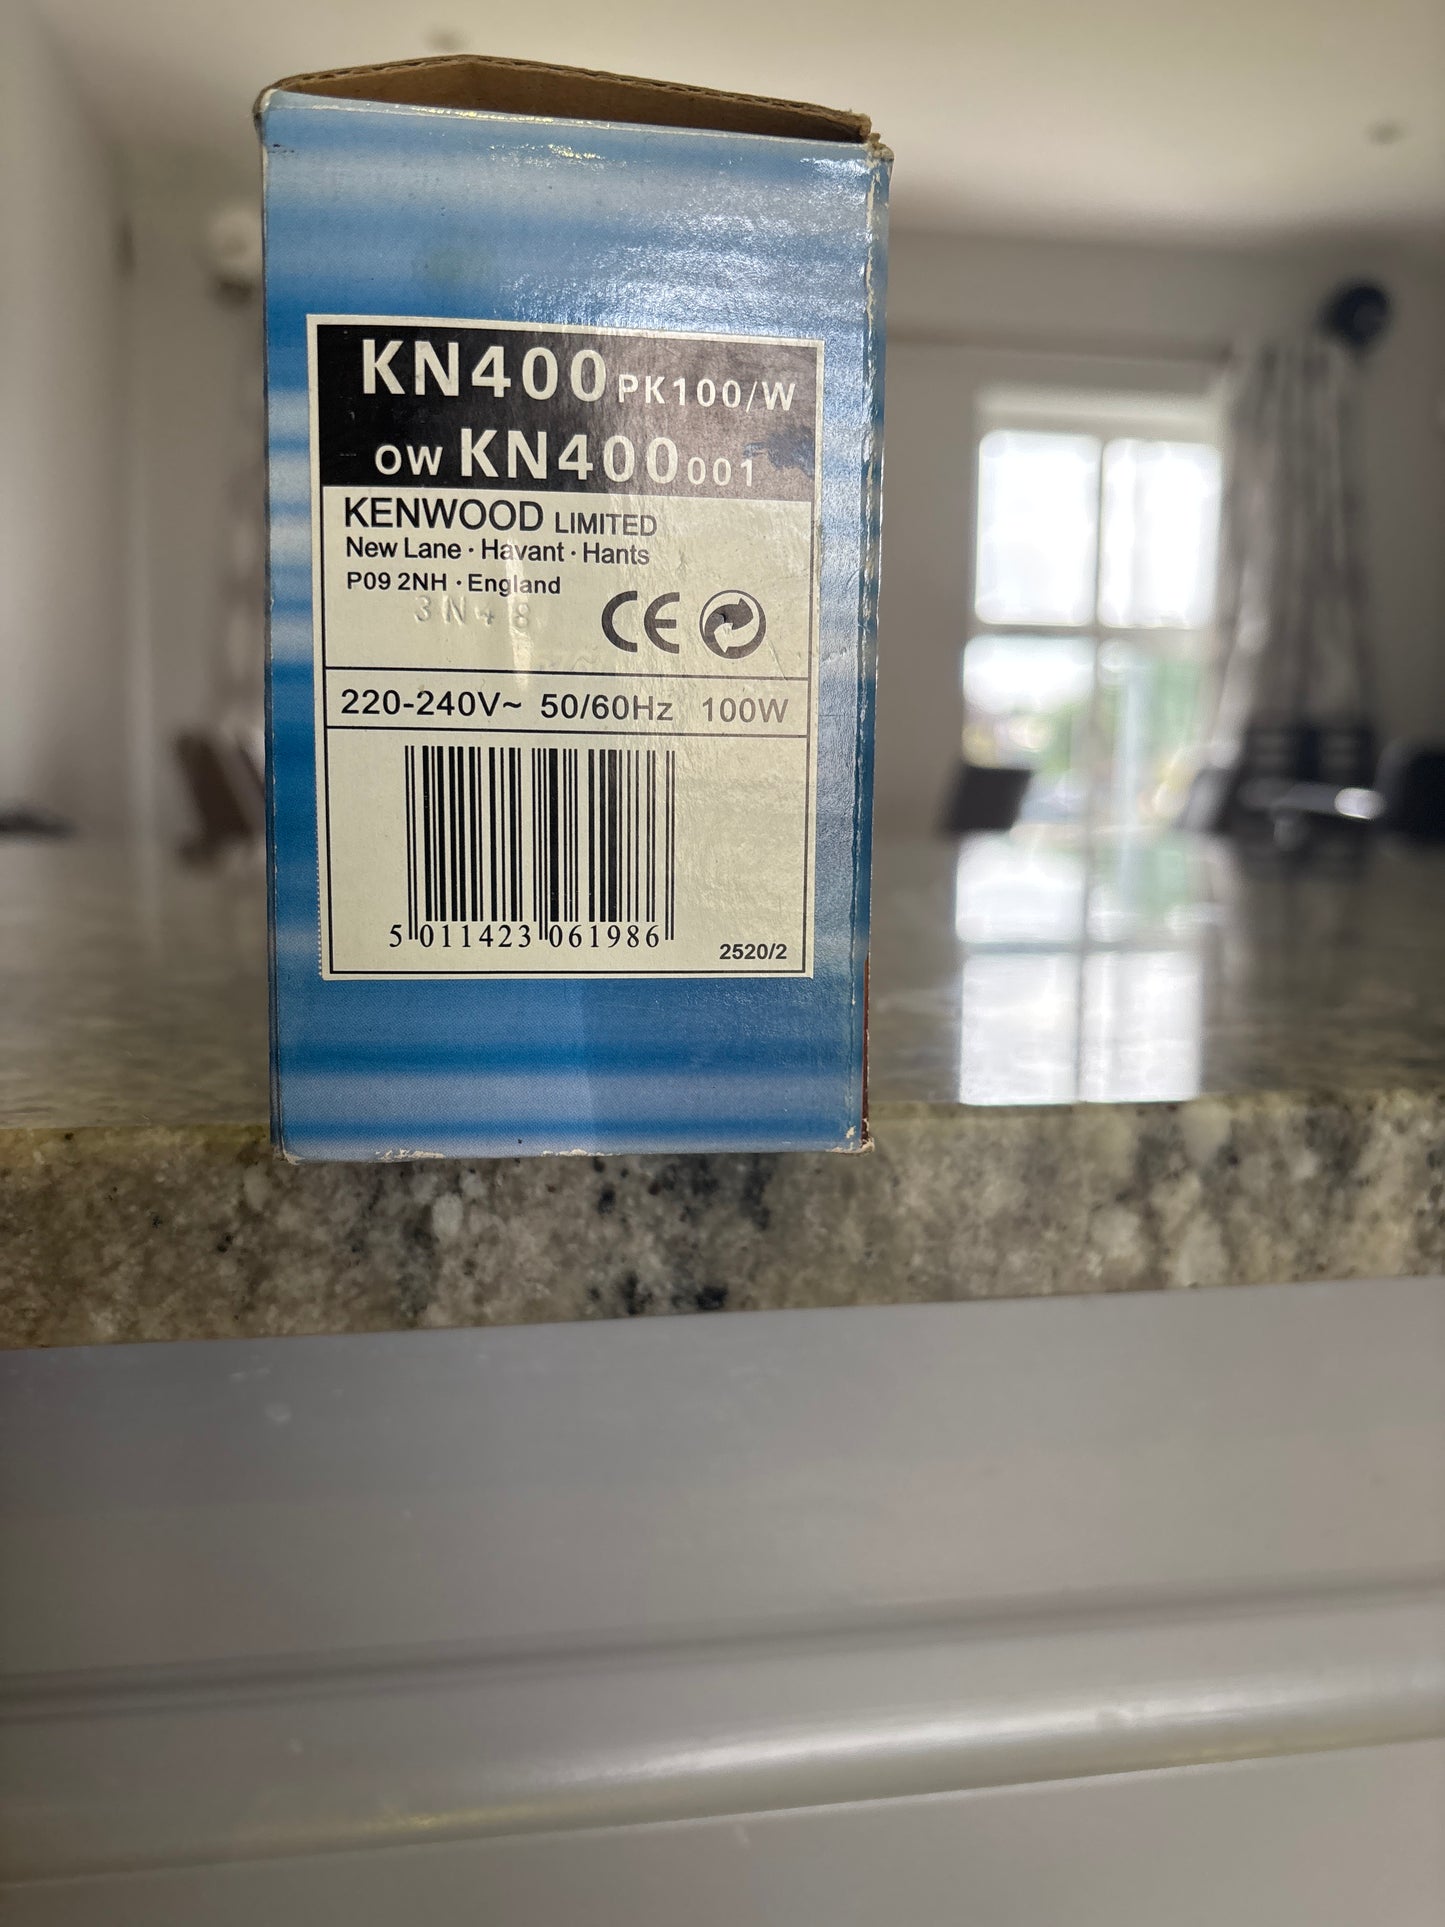 KN400 PK100/W
OW KN400 001
KENWOOD LIMITED
New Lane · Havant · Hants
P09 2NH · England
3N48
CE
220-240V~ 50/60Hz 100W
5 011423 061986
2520/2